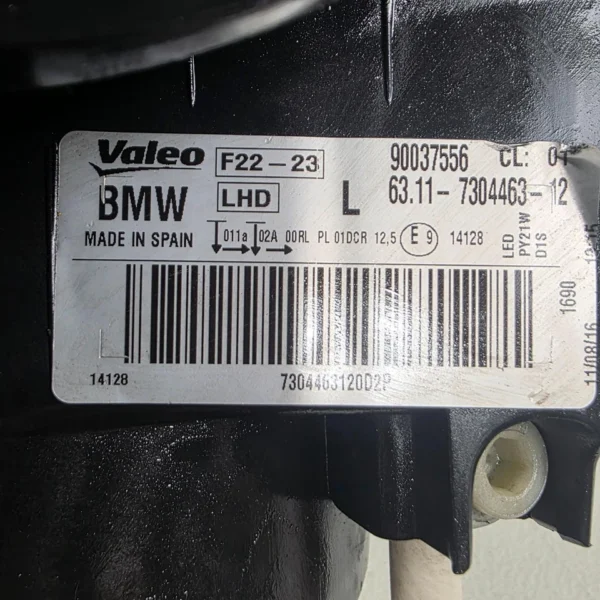 Valeo F22-23 90037556 CL: 01
BMW LHD L 63.11-7304463-12
MADE IN SPAIN 011a 02A 00RL PL 01DCR 12,5 E 9 14128
LED
PY21W
D1S
1690
11/08/16
14128 7304463120D2P